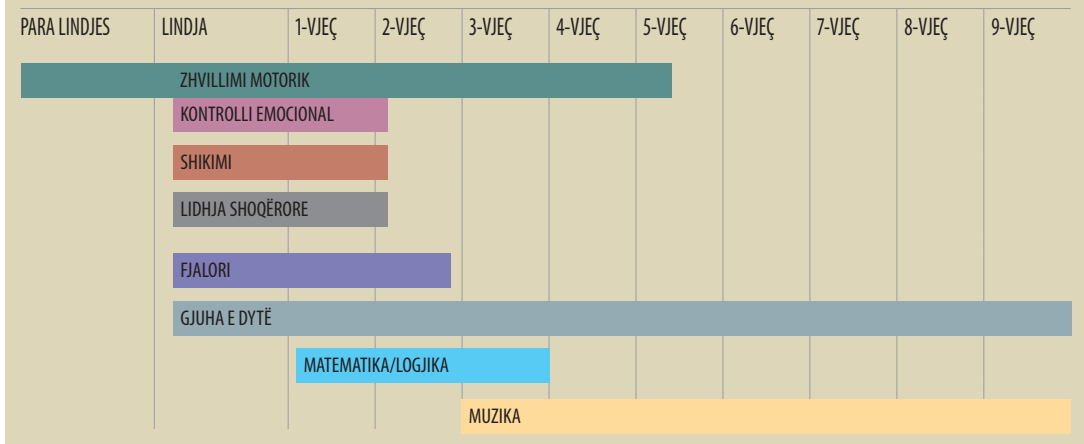 PARA LINDJES LINDJA 1-VJEÇ 2-VJEÇ 3-VJEÇ 4-VJEÇ 5-VJEÇ 6-VJEÇ 7-VJEÇ 8-VJEÇ 9-VJEÇ
ZHVILLIMI MOTORIK
KONTROLLI EMOCIONAL
SHIKIMI
LIDHJA SHOQËRORE
FJALORI
GJUHA E DYTË
MATEMATIKA/LOGJIKA
MUZIKA